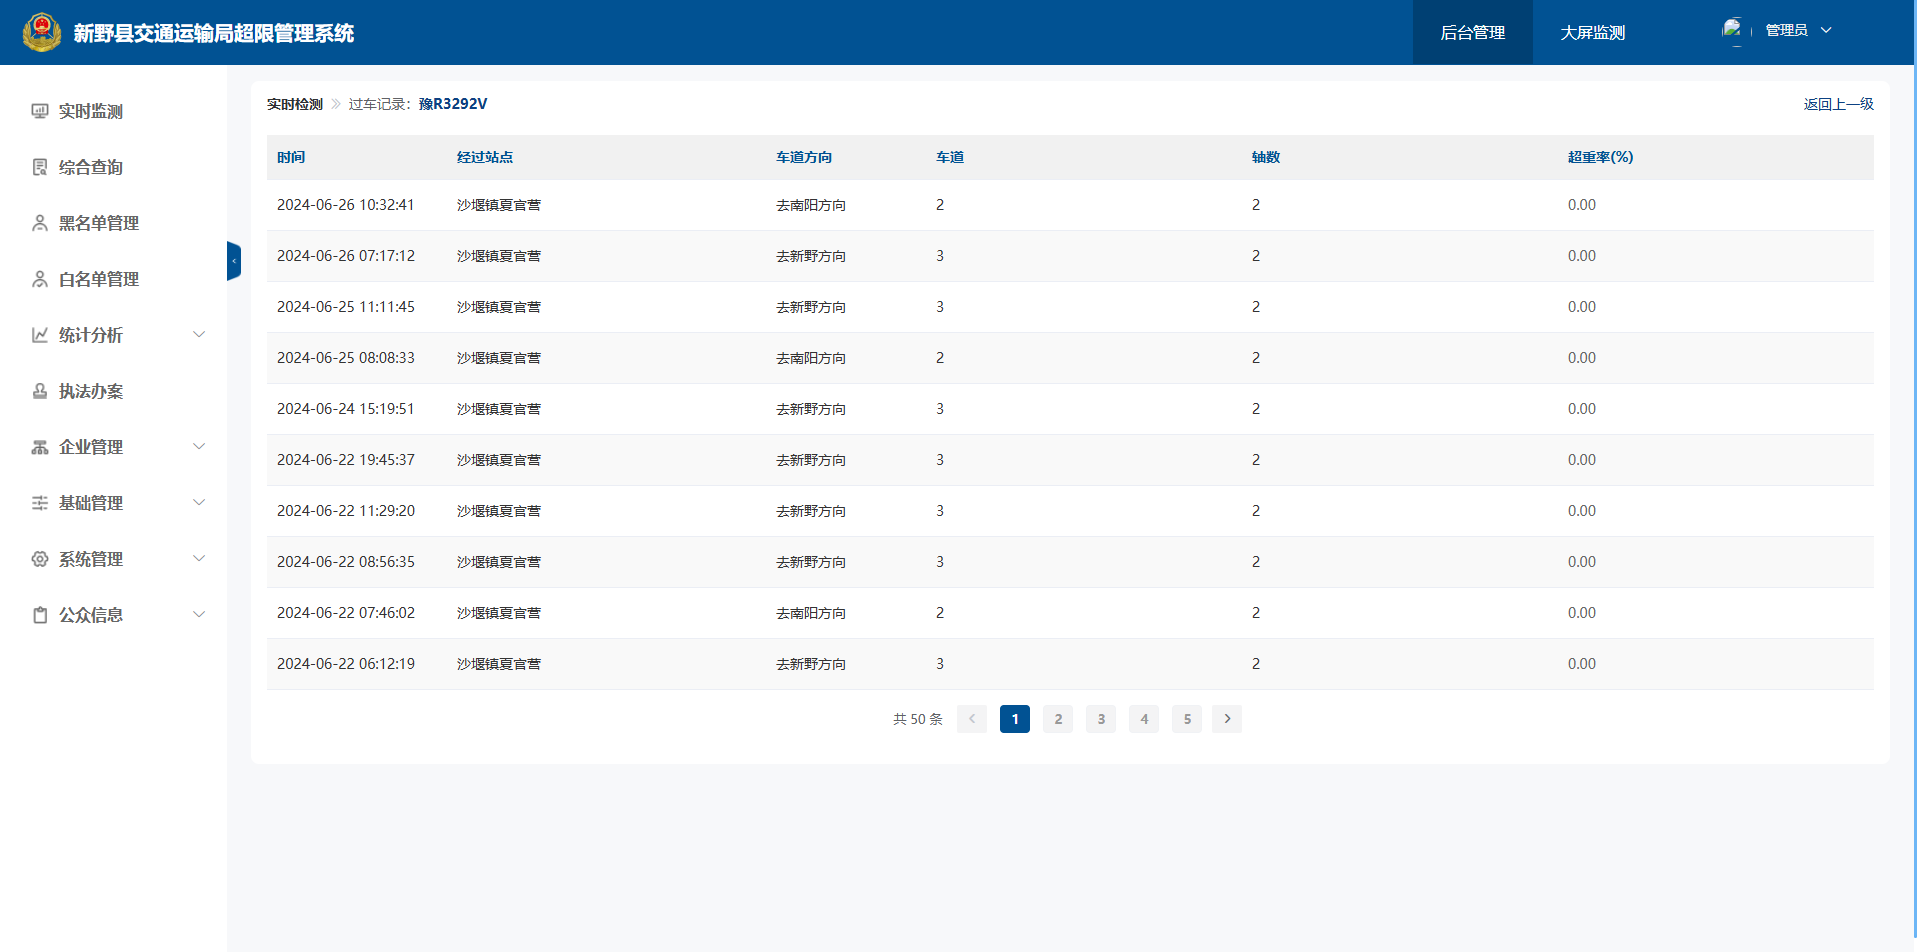 新野县交通运输局超限管理系统
后台管理
大屏监测
管理员
实时监测
综合查询
黑名单管理
白名单管理
统计分析
执法办案
企业管理
基础管理
系统管理
公众信息
实时检测 过车记录： 豫R3292V
返回上一级
时间 经过站点 车道方向 车道 轴数 超重率(%)
2024-06-26 10:32:41 沙堰镇夏官营 去南阳方向 2 2 0.00
2024-06-26 07:17:12 沙堰镇夏官营 去新野方向 3 2 0.00
2024-06-25 11:11:45 沙堰镇夏官营 去新野方向 3 2 0.00
2024-06-25 08:08:33 沙堰镇夏官营 去南阳方向 2 2 0.00
2024-06-24 15:19:51 沙堰镇夏官营 去新野方向 3 2 0.00
2024-06-22 19:45:37 沙堰镇夏官营 去新野方向 3 2 0.00
2024-06-22 11:29:20 沙堰镇夏官营 去新野方向 3 2 0.00
2024-06-22 08:56:35 沙堰镇夏官营 去新野方向 3 2 0.00
2024-06-22 07:46:02 沙堰镇夏官营 去南阳方向 2 2 0.00
2024-06-22 06:12:19 沙堰镇夏官营 去新野方向 3 2 0.00
共 50 条 1 2 3 4 5